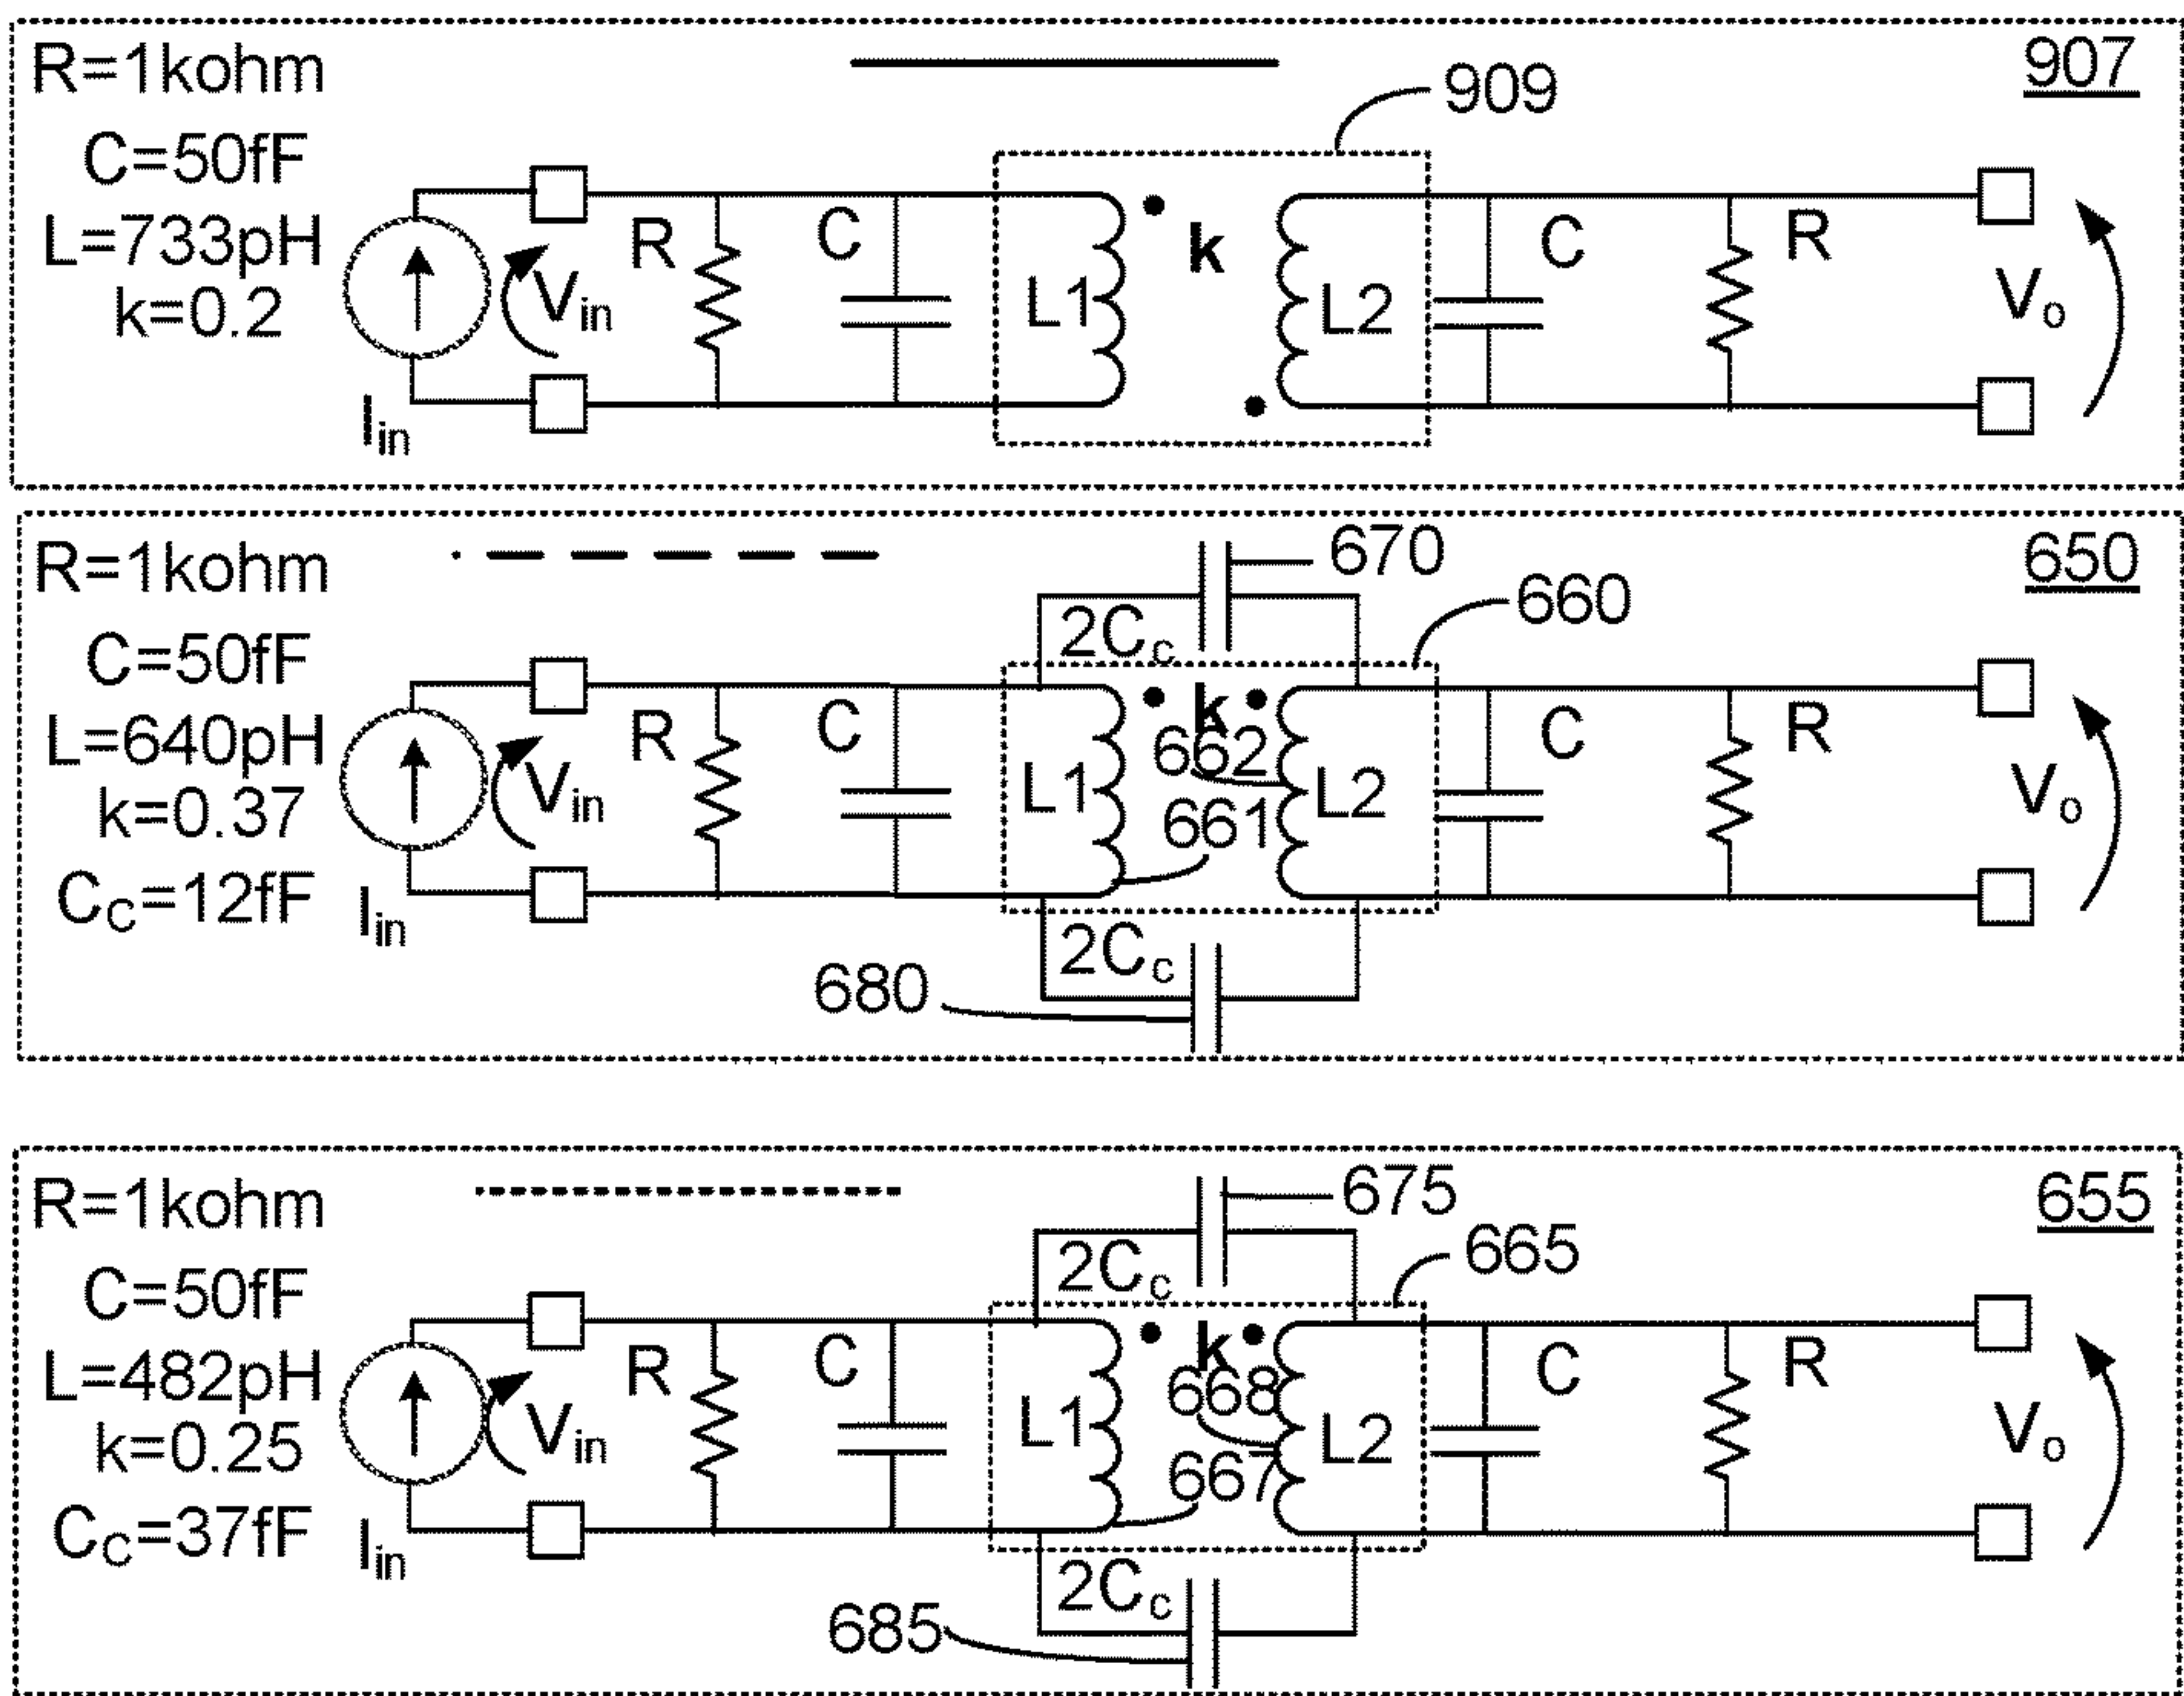 R=1kohm
C=50fF
L=733pH
k=0.2
907
909
R
C
L1
k
L2
C
R
Vin
Iin
Vo
R=1kohm
C=50fF
L=640pH
k=0.37
CC=12fF
650
670
660
2Cc
R
C
L1
k
662
661
L2
C
R
Vin
Iin
Vo
2Cc
680
R=1kohm
C=50fF
L=482pH
k=0.25
CC=37fF
655
675
665
2Cc
R
C
L1
k
668
667
L2
C
R
Vin
Iin
Vo
2Cc
685